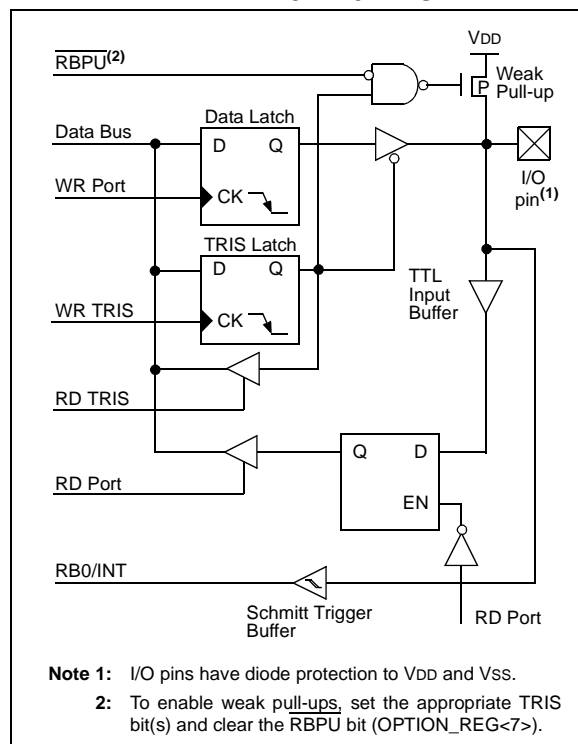 VDD
RBPU(2)
P
Weak
Pull-up
Data Latch
Data Bus
D
Q
WR Port
CK
I/O
pin(1)
TRIS Latch
D
Q
TTL
Input
Buffer
WR TRIS
CK
RD TRIS
Q
D
RD Port
EN
RB0/INT
Schmitt Trigger
Buffer
RD Port
Note 1: I/O pins have diode protection to VDD and VSS.
2: To enable weak pull-ups, set the appropriate TRIS
bit(s) and clear the RBPU bit (OPTION_REG<7>).